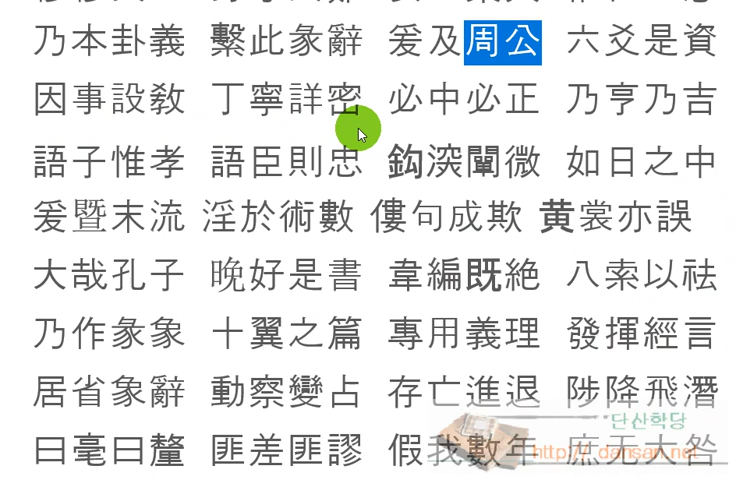 乃本卦義 繫此彖辭 爰及周公 六爻是資
因事設敎 丁寧詳密 必中必正 乃亨乃吉
語子惟孝 語臣則忠 鈎深闡微 如日之中
爰曁末流 淫於術數 僂句成欺 黄裳亦誤
大哉孔子 晚好是書 韋編既絶 八索以祛
乃作彖象 十翼之篇 專用義理 發揮經言
居省象辭 動察變占 存亡進退 陟降飛潛
曰毫曰釐 匪差匪謬 假我數年 庶无大咎
단산학당
http://.dansan.net